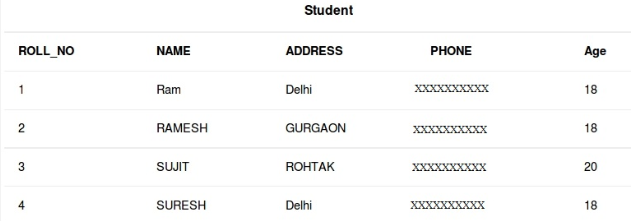 Student
ROLL_NO NAME ADDRESS PHONE Age
1 Ram Delhi XXXXXXXXXX 18
2 RAMESH GURGAON XXXXXXXXXX 18
3 SUJIT ROHTAK XXXXXXXXXX 20
4 SURESH Delhi XXXXXXXXXX 18